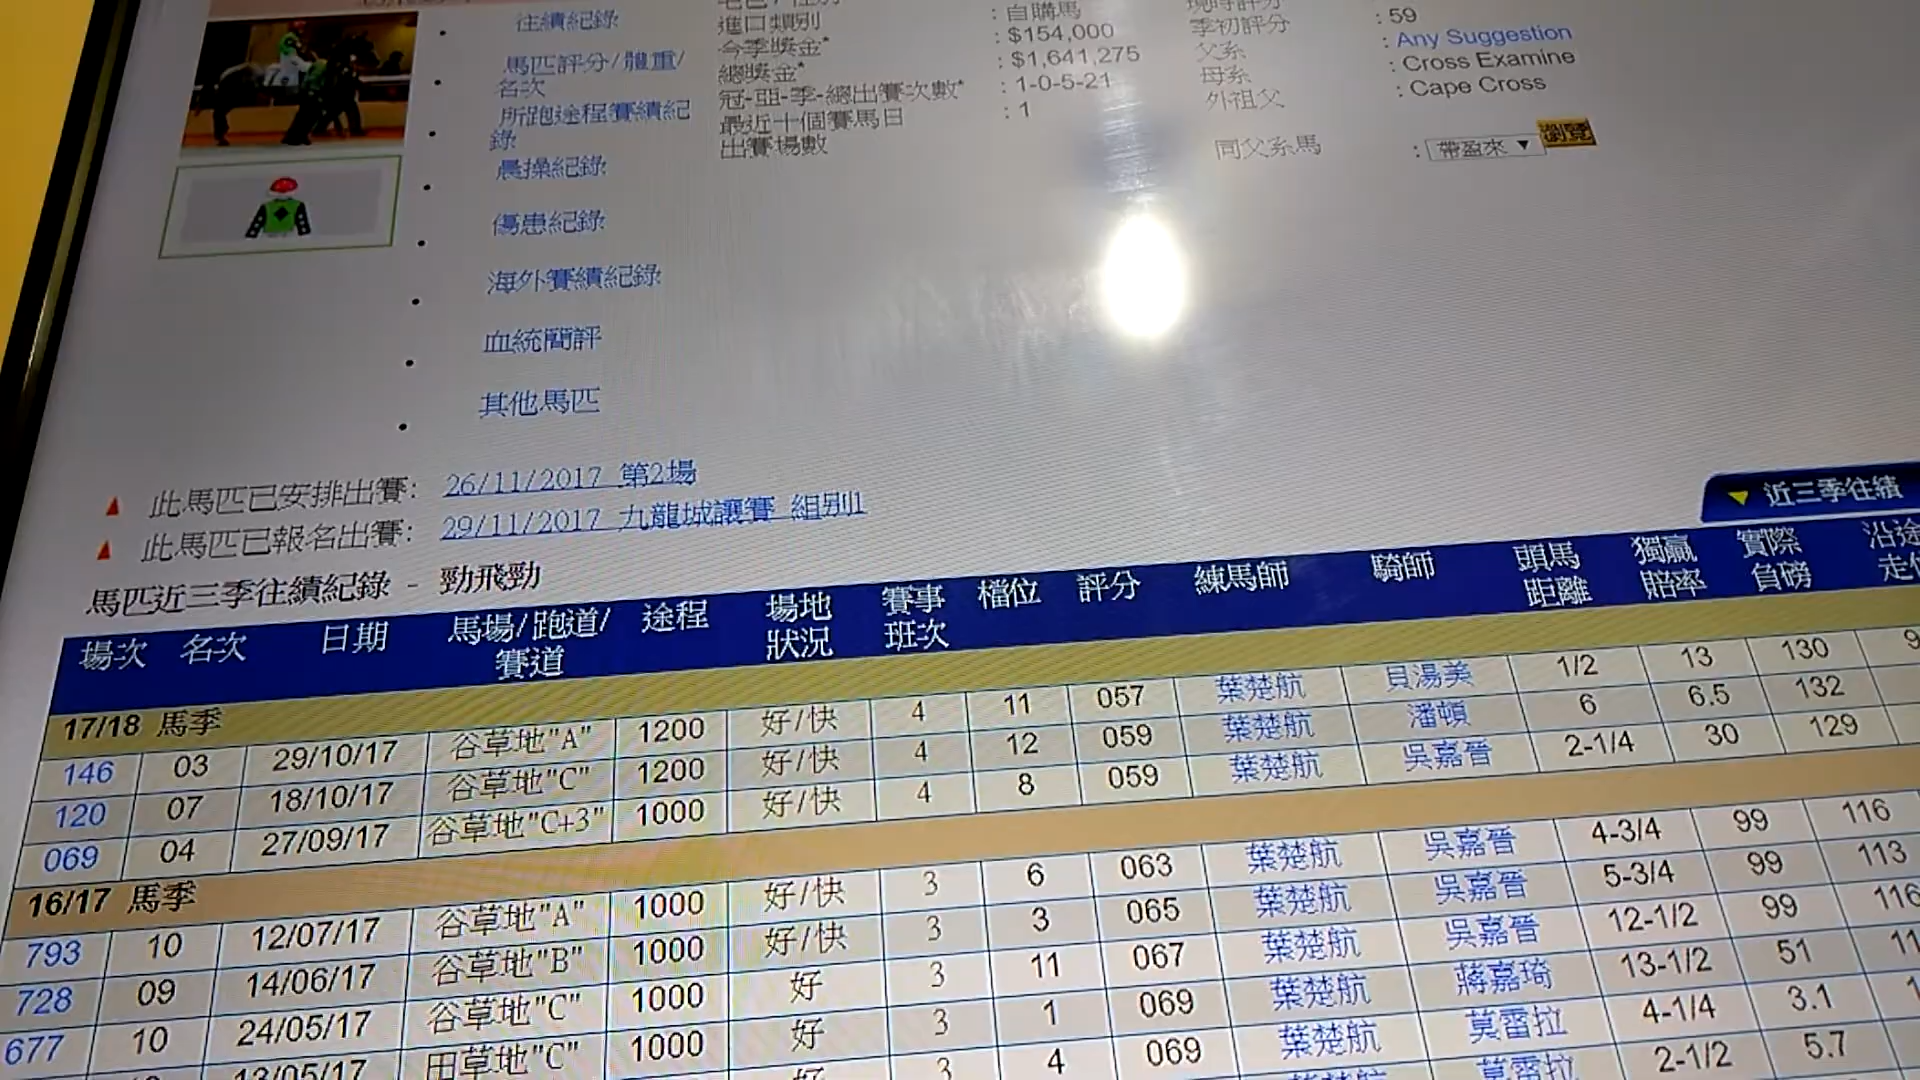 往績紀錄
馬匹評分/體重/
名次
所跑途程賽績紀
錄
晨操紀錄
傷患紀錄
海外賽績紀錄
血統簡評
其他馬匹
進口類別 : 自購馬
今季獎金* : $154,000
總獎金* : $1,641,275
冠-亞-季-總出賽次數* : 1-0-5-21
最近十個賽馬日 : 1
出賽場數
現時評分
季初評分 : 59
父系 : Any Suggestion
母系 : Cross Examine
外祖父 : Cape Cross
同父系馬 : 帶盈來 ▼ 瀏覽
此馬匹已安排出賽: 26/11/2017 第2場
此馬匹已報名出賽: 29/11/2017 九龍城讓賽 組別1
馬匹近三季往績紀錄 - 勁飛勁
近三季往績
場次 名次 日期 馬場/跑道/賽道 途程 場地狀況 賽事班次 檔位 評分 練馬師 騎師 頭馬距離 獨贏賠率 實際負磅 沿途
17/18 馬季
146 03 29/10/17 谷草地"A" 1200 好/快 4 11 057 葉楚航 貝湯美 1/2 13 130
120 07 18/10/17 谷草地"C" 1200 好/快 4 12 059 葉楚航 潘頓 6 6.5 132
069 04 27/09/17 谷草地"C+3" 1000 好/快 4 8 059 葉楚航 吳嘉晉 2-1/4 30 129
16/17 馬季
793 10 12/07/17 谷草地"A" 1000 好/快 3 6 063 葉楚航 吳嘉晉 4-3/4 99 116
728 09 14/06/17 谷草地"B" 1000 好/快 3 3 065 葉楚航 吳嘉晉 5-3/4 99 113
677 10 24/05/17 谷草地"C" 1000 好 3 11 067 葉楚航 吳嘉晉 12-1/2 99 116
13/05/17 田草地"C" 1000 好 3 1 069 葉楚航 蔣嘉琦 13-1/2 51
好 3 4 069 葉楚航 莫雷拉 4-1/4 3.1
莫雷拉 2-1/2 5.7